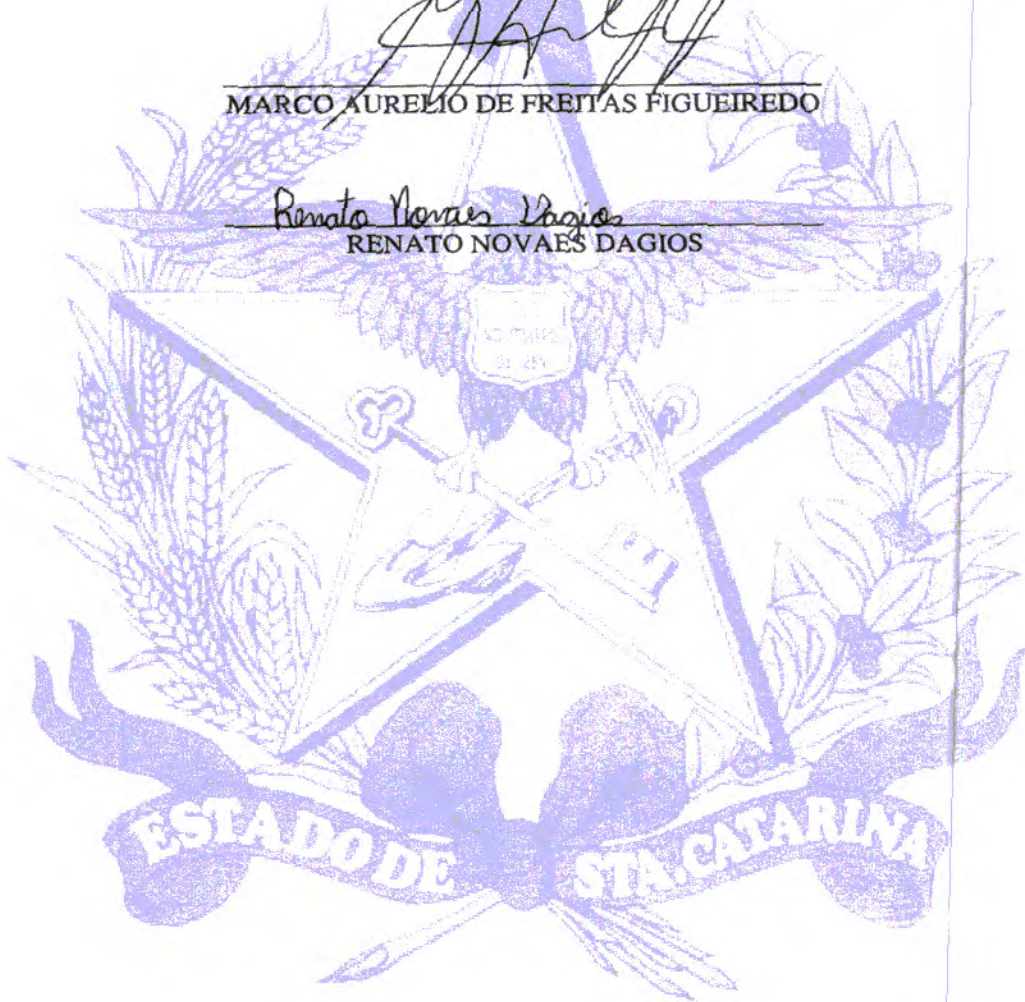 MARCO AURELIO DE FREITAS FIGUEIREDO
Renato Novaes Dagios
RENATO NOVAES DAGIOS
ESTADO DE STA. CATARINA